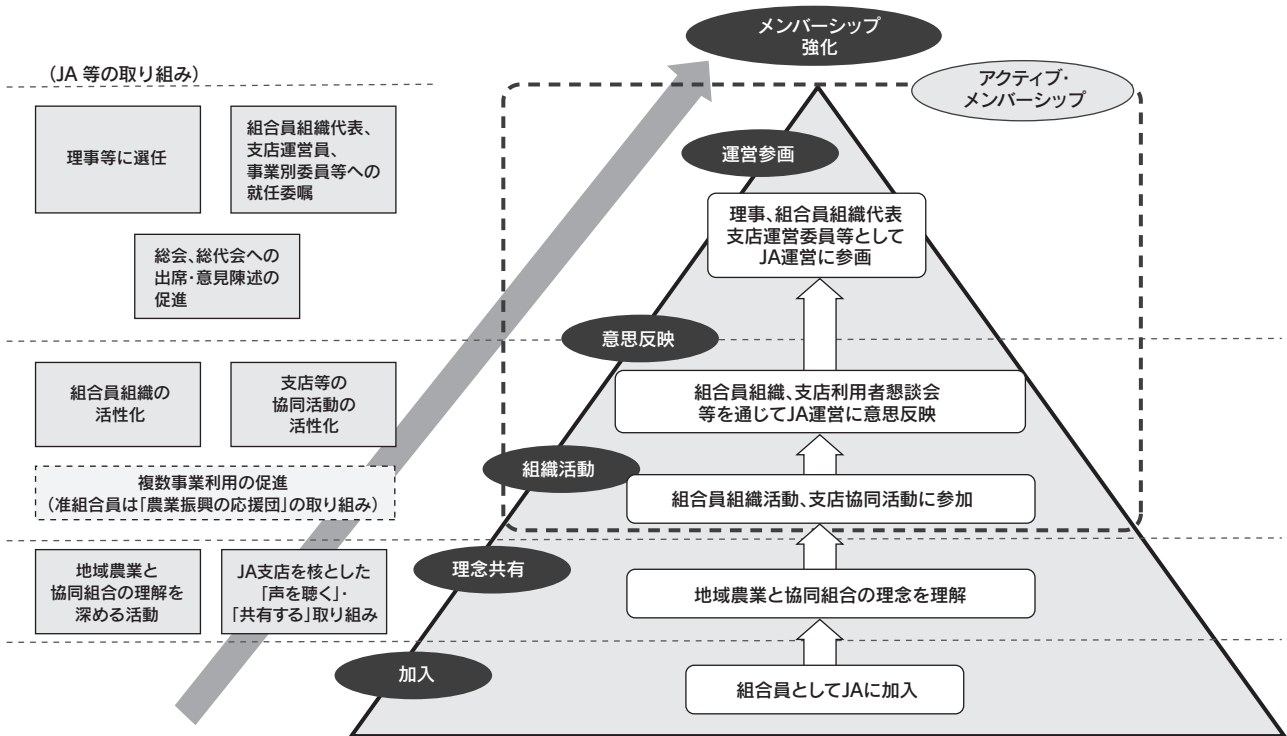 メンバーシップ
強化
(JA 等の取り組み)
アクティブ・
メンバーシップ
理事等に選任
組合員組織代表、
支店運営員、
事業別委員等への
就任委嘱
総会、総代会への
出席・意見陳述の
促進
運営参画
理事、組合員組織代表
支店運営委員等として
JA運営に参画
意思反映
組合員組織の
活性化
支店等の
協同活動の
活性化
組合員組織、支店利用者懇談会
等を通じてJA運営に意思反映
組織活動
複数事業利用の促進
(准組合員は「農業振興の応援団」の取り組み)
組合員組織活動、支店協同活動に参加
理念共有
地域農業と
協同組合の理解を
深める活動
JA支店を核とした
「声を聴く」・
「共有する」取り組み
地域農業と協同組合の理念を理解
加入
組合員としてJAに加入